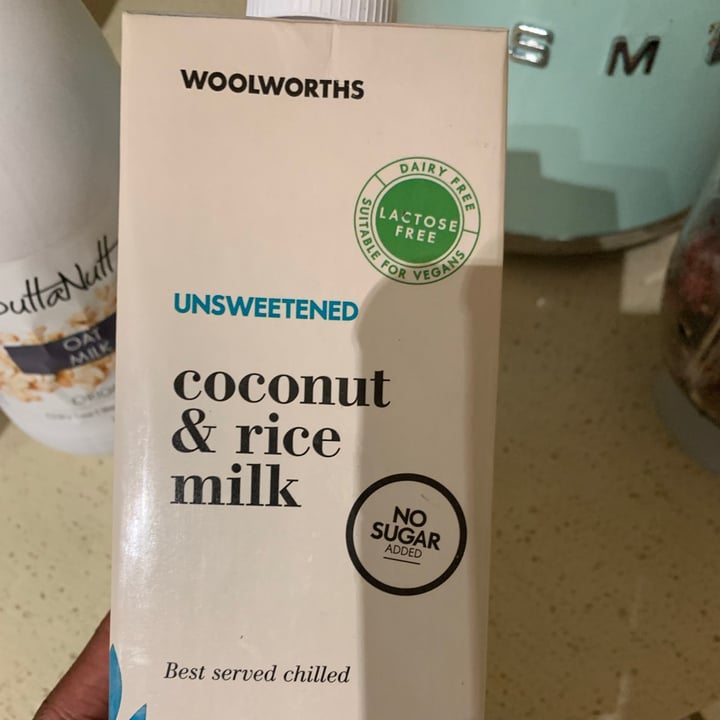 WOOLWORTHS
DAIRY FREE
LACTOSE
FREE
SUITABLE FOR VEGANS
UNSWEETENED
coconut
& rice
milk
NO
SUGAR
ADDED
Best served chilled
ButtaNutt
OAT
MILK
S M